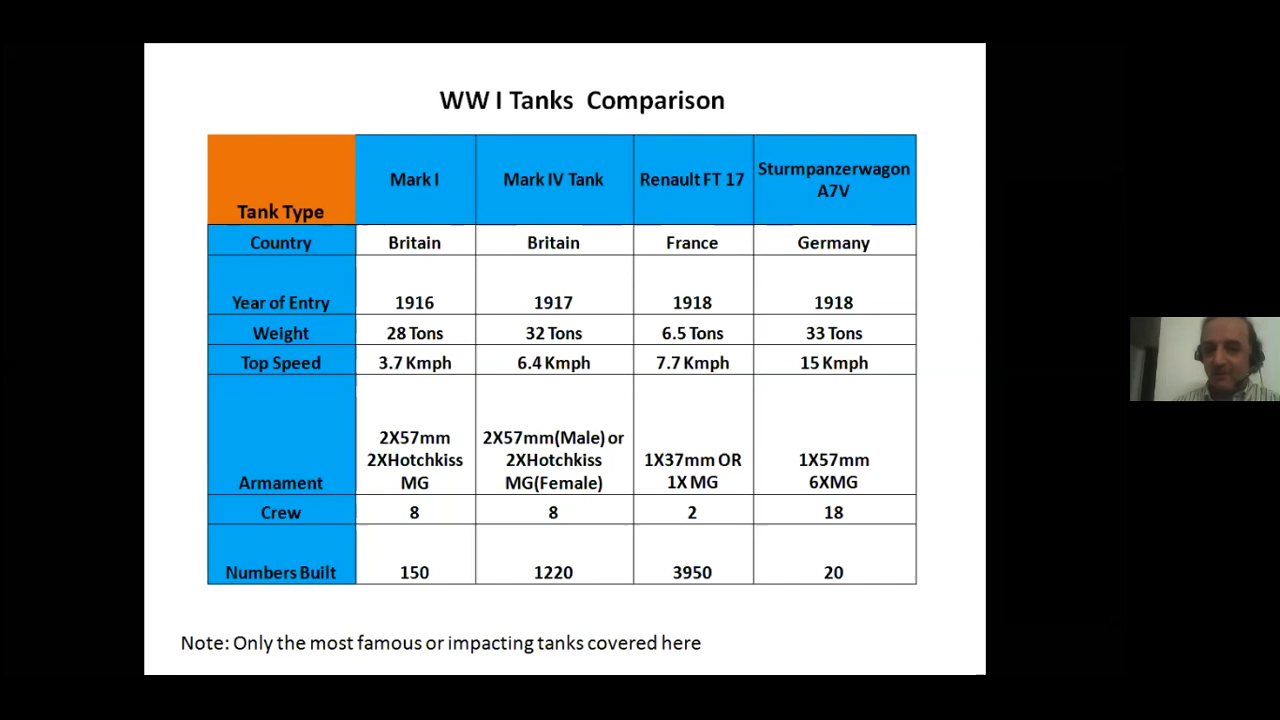 WW I Tanks Comparison
Tank Type
Mark I
Mark IV Tank
Renault FT 17
Sturmpanzerwagon
A7V
Country
Britain
Britain
France
Germany
Year of Entry
1916
1917
1918
1918
Weight
28 Tons
32 Tons
6.5 Tons
33 Tons
Top Speed
3.7 Kmph
6.4 Kmph
7.7 Kmph
15 Kmph
Armament
2X57mm
2XHotchkiss
MG
2X57mm(Male) or
2XHotchkiss
MG(Female)
1X37mm OR
1X MG
1X57mm
6XMG
Crew
8
8
2
18
Numbers Built
150
1220
3950
20
Note: Only the most famous or impacting tanks covered here